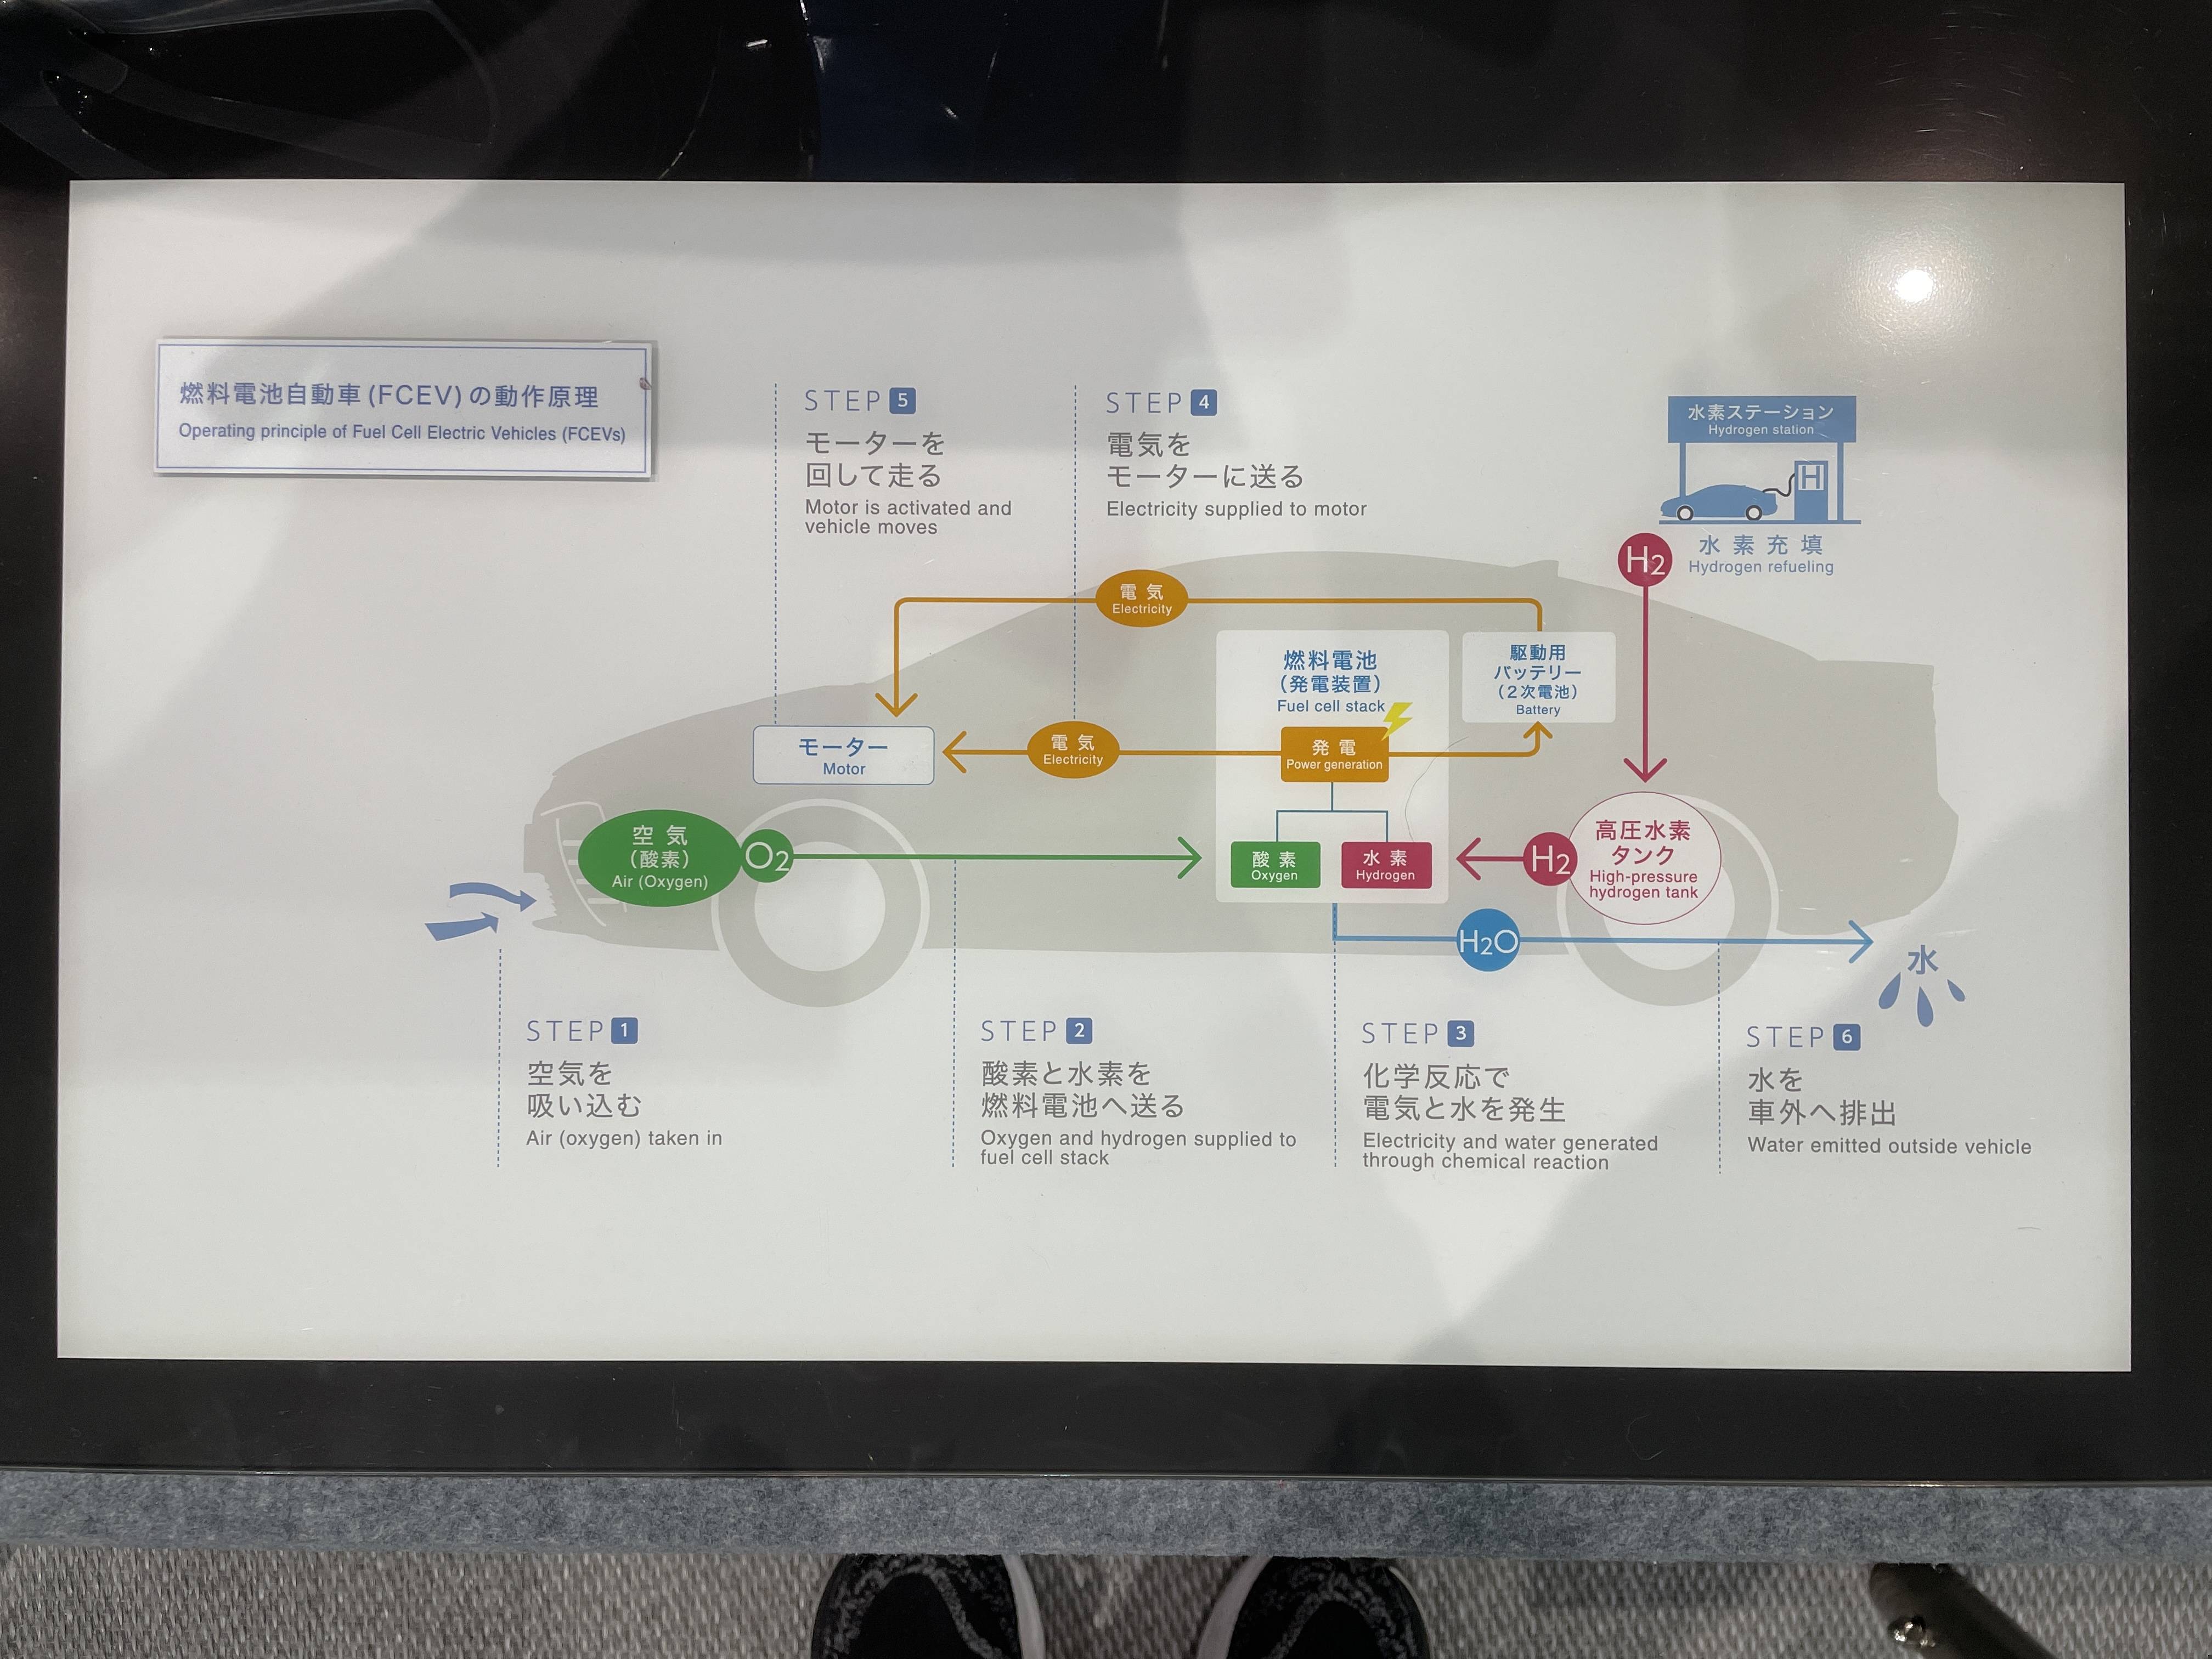 燃料電池自動車(FCEV)の動作原理
Operating principle of Fuel Cell Electric Vehicles (FCEVs)
STEP 5
モーターを
回して走る
Motor is activated and
vehicle moves
STEP 4
電気を
モーターに送る
Electricity supplied to motor
水素ステーション
Hydrogen station
H
水素充填
Hydrogen refueling
H2
電気
Electricity
燃料電池
(発電装置)
Fuel cell stack
駆動用
バッテリー
(2次電池)
Battery
モーター
Motor
電気
Electricity
発電
Power generation
空気
(酸素)
Air (Oxygen)
O2
酸素
Oxygen
水素
Hydrogen
H2
高圧水素
タンク
High-pressure
hydrogen tank
H2O
水
STEP 1
空気を
吸い込む
Air (oxygen) taken in
STEP 2
酸素と水素を
燃料電池へ送る
Oxygen and hydrogen supplied to
fuel cell stack
STEP 3
化学反応で
電気と水を発生
Electricity and water generated
through chemical reaction
STEP 6
水を
車外へ排出
Water emitted outside vehicle